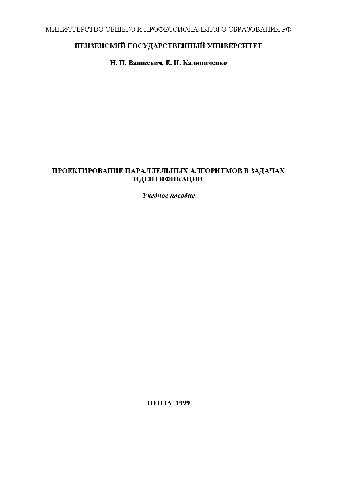 МИНИСТЕРСТВО ОБЩЕГО И ПРОФЕССИОНАЛЬНОГО ОБРАЗОВАНИЯ РФ
ПЕНЗЕНСКИЙ ГОСУДАРСТВЕННЫЙ УНИВЕРСИТЕТ
Н. П. Вашкевич, Е. И. Калиниченко
ПРОЕКТИРОВАНИЕ ПАРАЛЛЕЛЬНЫХ АЛГОРИТМОВ В ЗАДАЧАХ
ИДЕНТИФИКАЦИИ
Учебное пособие
ПЕНЗА 1999